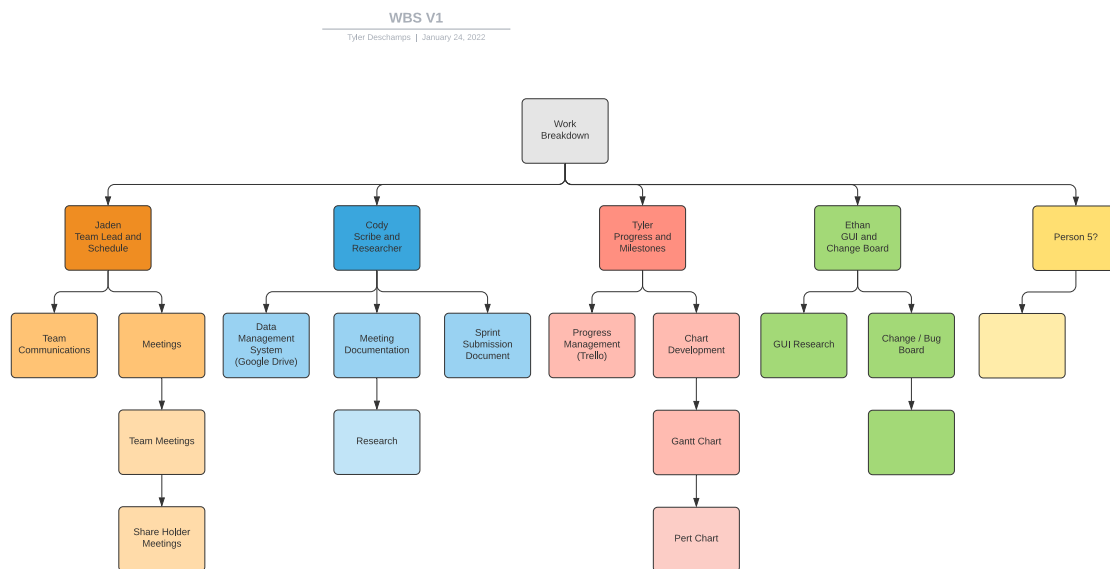 WBS V1
Tyler Deschamps | January 24, 2022
Work
Breakdown
Jaden
Team Lead and
Schedule
Cody
Scribe and
Researcher
Tyler
Progress and
Milestones
Ethan
GUI and
Change Board
Person 5?
Team
Communications
Meetings
Data
Management
System
(Google Drive)
Meeting
Documentation
Sprint
Submission
Document
Progress
Management
(Trello)
Chart
Development
GUI Research
Change / Bug
Board
Team Meetings
Research
Gantt Chart
Share Holder
Meetings
Pert Chart